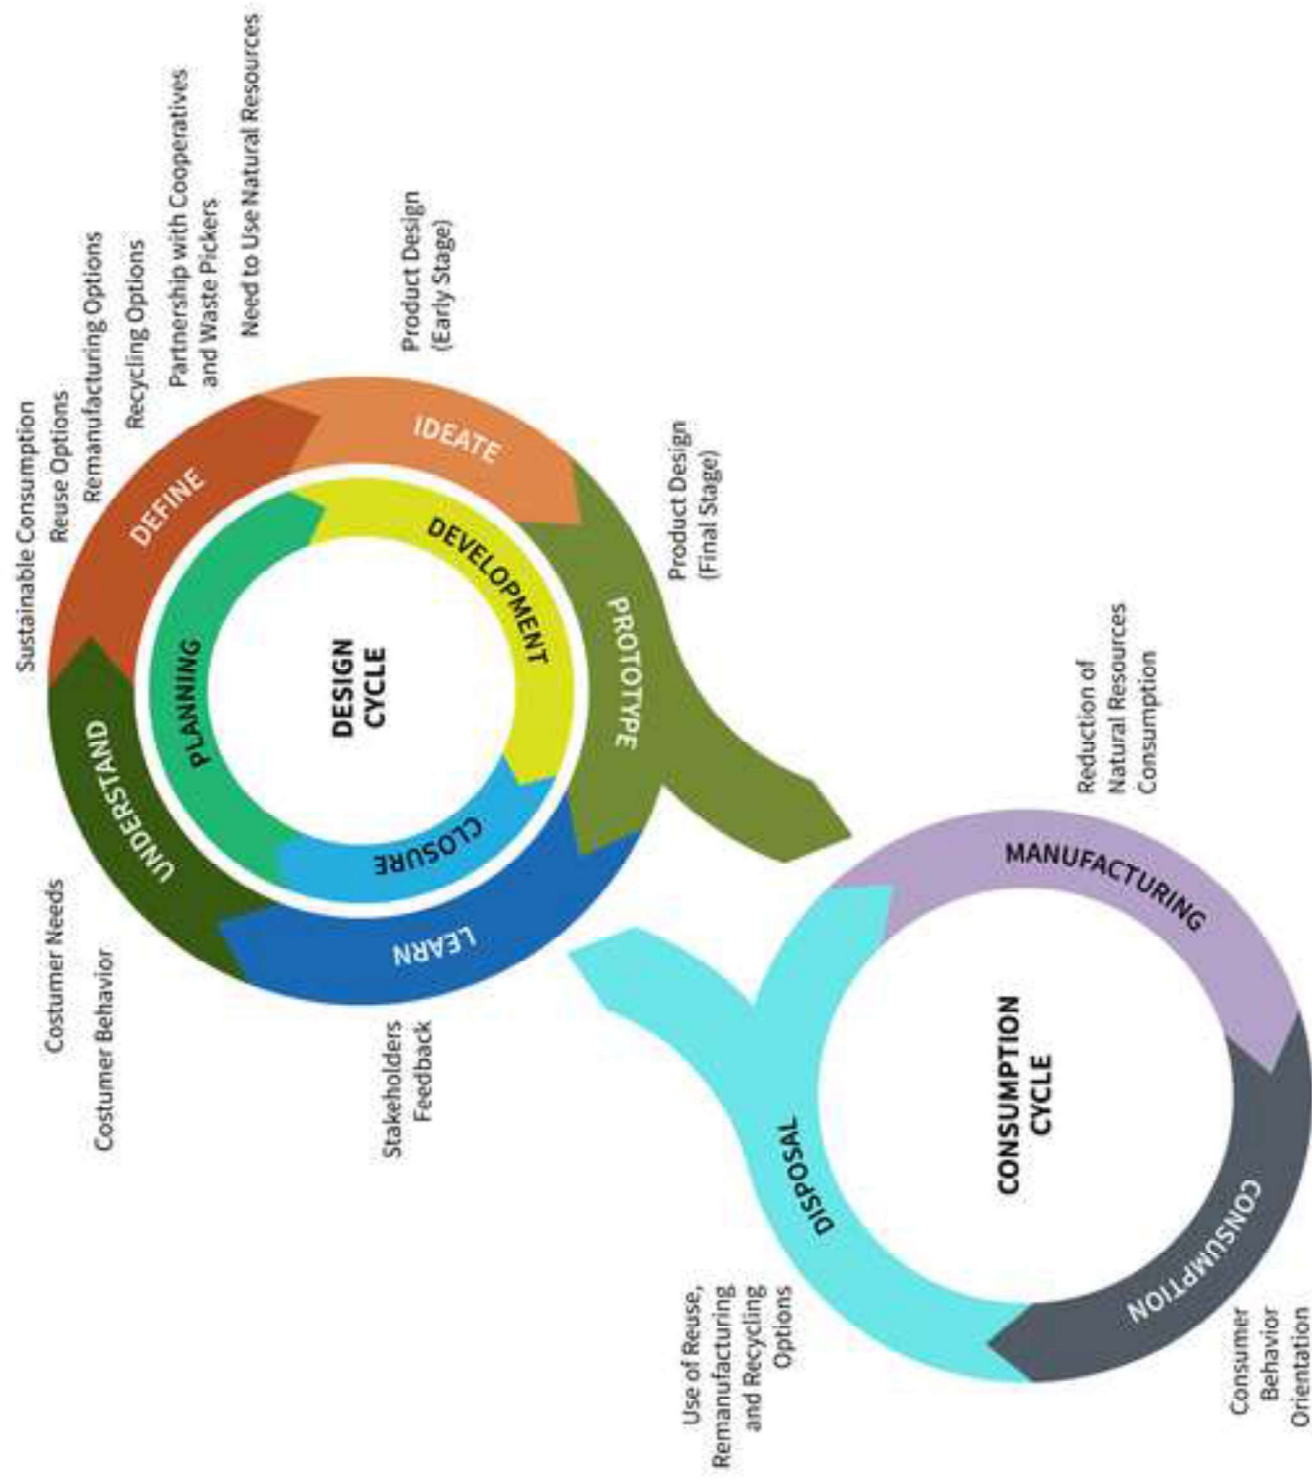 Sustainable Consumption
Reuse Options
Remanufacturing Options
Recycling Options
Partnership with Cooperatives
and Waste Pickers
Need to Use Natural Resources
Costumer Needs
Costumer Behavior
UNDERSTAND
DEFINE
IDEATE
PROTOTYPE
LEARN
PLANNING
DEVELOPMENT
CLOSURE
DESIGN
CYCLE
Product Design
(Early Stage)
Product Design
(Final Stage)
Stakeholders
Feedback
Use of Reuse,
Remanufacturing
and Recycling
Options
DISPOSAL
MANUFACTURING
CONSUMPTION
CONSUMPTION
CYCLE
Reduction of
Natural Resources
Consumption
Consumer
Behavior
Orientation